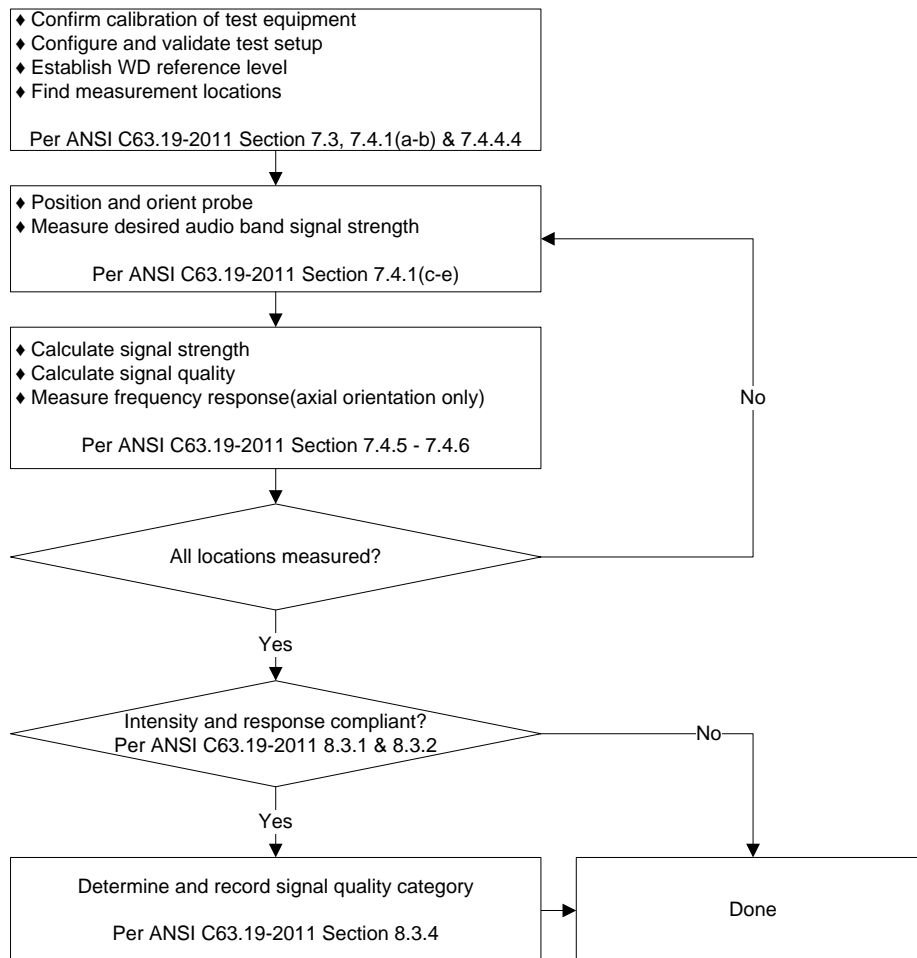 ♦ Confirm calibration of test equipment
♦ Configure and validate test setup
♦ Establish WD reference level
♦ Find measurement locations
Per ANSI C63.19-2011 Section 7.3, 7.4.1(a-b) & 7.4.4.4
♦ Position and orient probe
♦ Measure desired audio band signal strength
Per ANSI C63.19-2011 Section 7.4.1(c-e)
♦ Calculate signal strength
♦ Calculate signal quality
♦ Measure frequency response(axial orientation only)
Per ANSI C63.19-2011 Section 7.4.5 - 7.4.6
No
All locations measured?
Yes
Intensity and response compliant?
Per ANSI C63.19-2011 8.3.1 & 8.3.2
No
Yes
Determine and record signal quality category
Per ANSI C63.19-2011 Section 8.3.4
Done